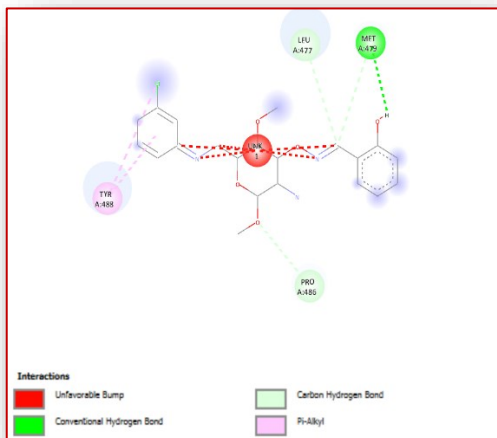 LEU
A:477
MET
A:479
H
O
O
UNK
1
O
N
N
O
N
O
TYR
A:488
PRO
A:486
Interactions
Unfavorable Bump
Carbon Hydrogen Bond
Conventional Hydrogen Bond
Pi-Alkyl